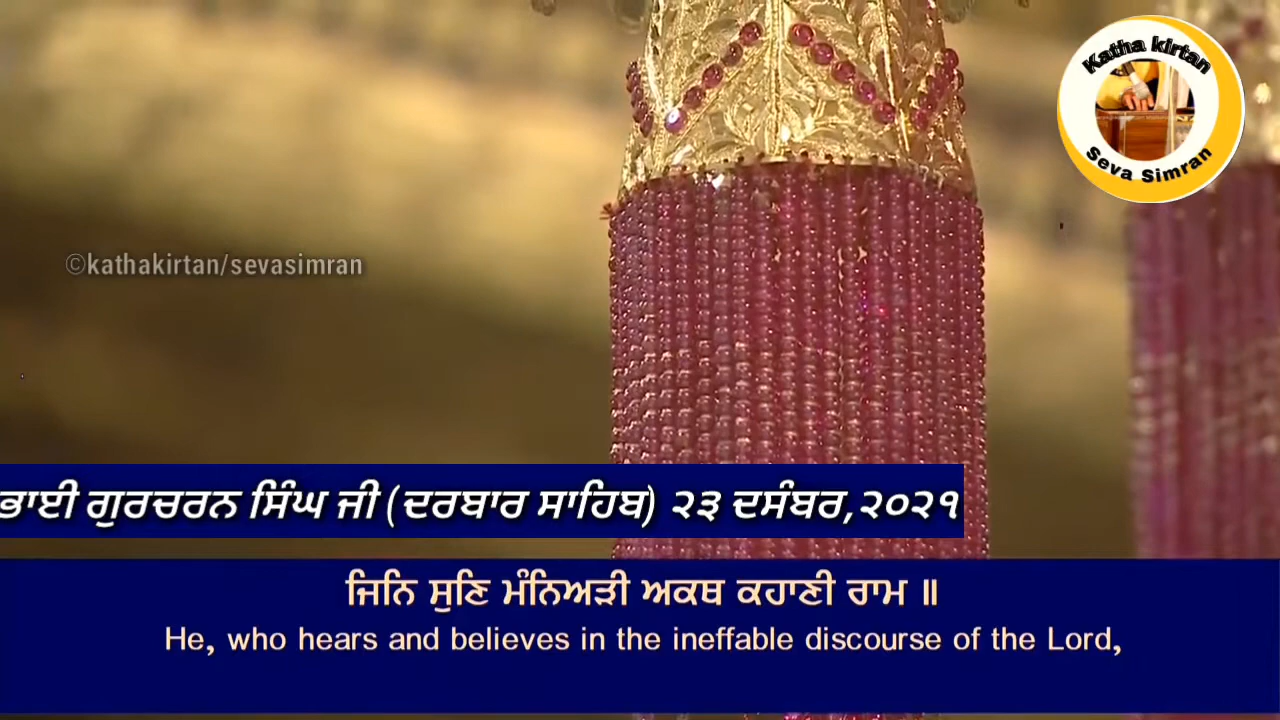 Katha kirtan
Seva Simran
©kathakirtan/sevasimran
ਭਾਈ ਗੁਰਚਰਨ ਸਿੰਘ ਜੀ (ਦਰਬਾਰ ਸਾਹਿਬ) ੨੩ ਦਸੰਬਰ,੨੦੨੧
ਜਿਨਿ ਸੁਣਿ ਮੰਨਿਅੜੀ ਅਕਥ ਕਹਾਣੀ ਰਾਮ ॥
He, who hears and believes in the ineffable discourse of the Lord,